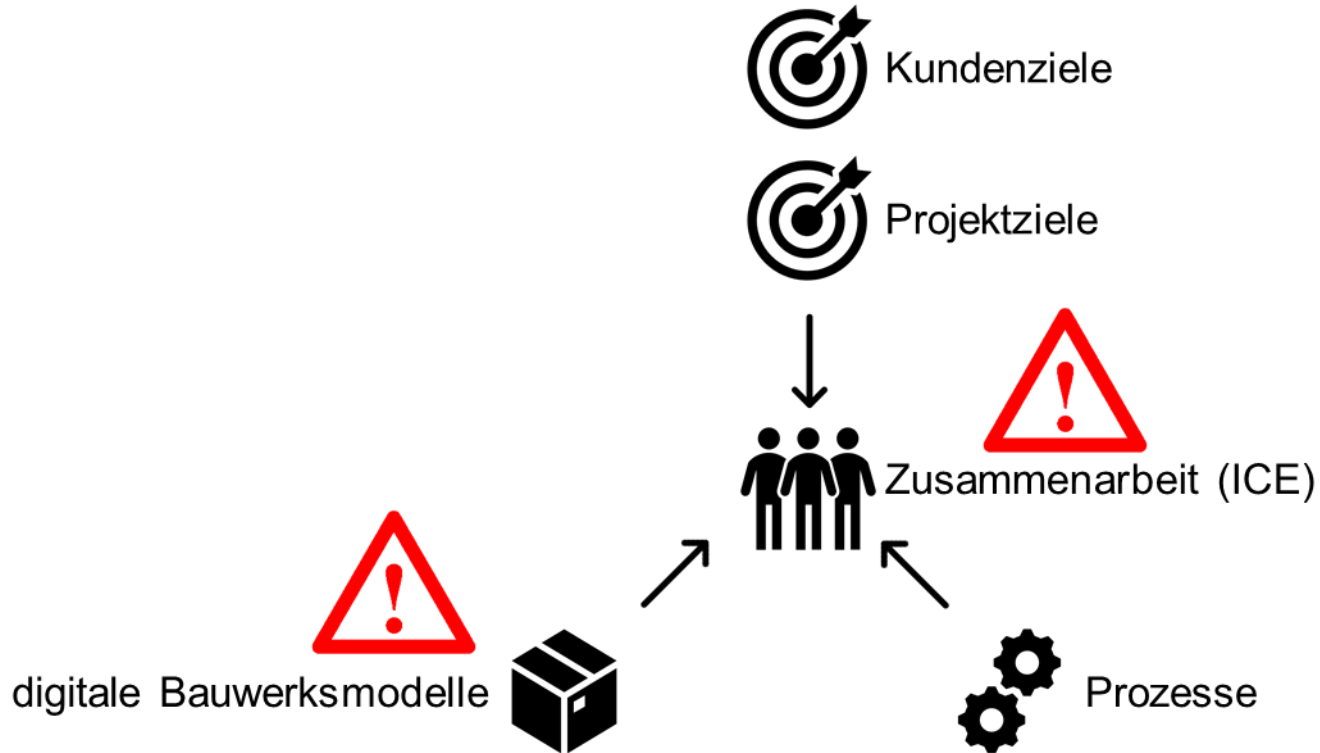 Kundenziele
Projektziele
Zusammenarbeit (ICE)
digitale Bauwerksmodelle
Prozesse